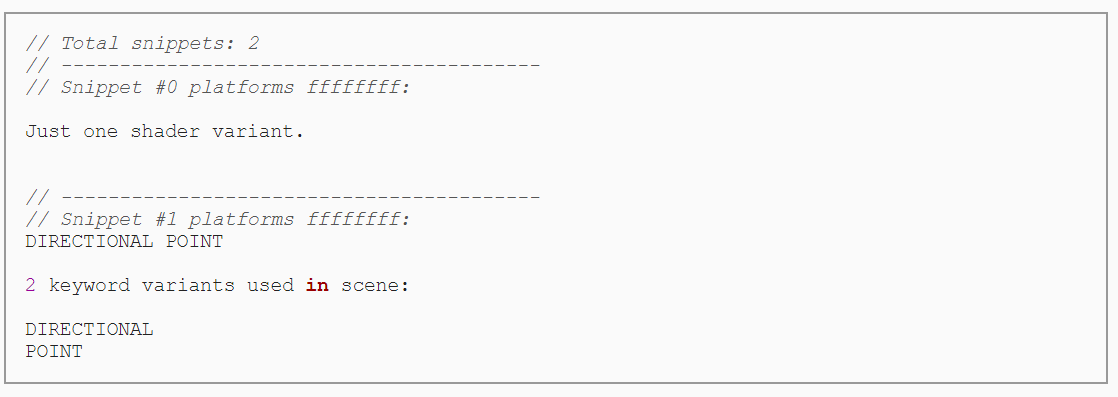 // Total snippets: 2
// -----------------------------------------
// Snippet #0 platforms ffffffff:
Just one shader variant.
// -----------------------------------------
// Snippet #1 platforms ffffffff:
DIRECTIONAL POINT
2 keyword variants used in scene:
DIRECTIONAL
POINT